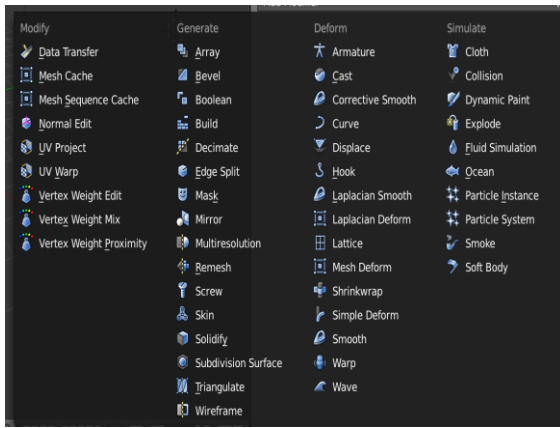 Modify
Data Transfer
Mesh Cache
Mesh Sequence Cache
Normal Edit
UV Project
UV Warp
Vertex Weight Edit
Vertex Weight Mix
Vertex Weight Proximity
Generate
Array
Bevel
Boolean
Build
Decimate
Edge Split
Mask
Mirror
Multiresolution
Remesh
Screw
Skin
Solidify
Subdivision Surface
Triangulate
Wireframe
Deform
Armature
Cast
Corrective Smooth
Curve
Displace
Hook
Laplacian Smooth
Laplacian Deform
Lattice
Mesh Deform
Shrinkwrap
Simple Deform
Smooth
Warp
Wave
Simulate
Cloth
Collision
Dynamic Paint
Explode
Fluid Simulation
Ocean
Particle Instance
Particle System
Smoke
Soft Body